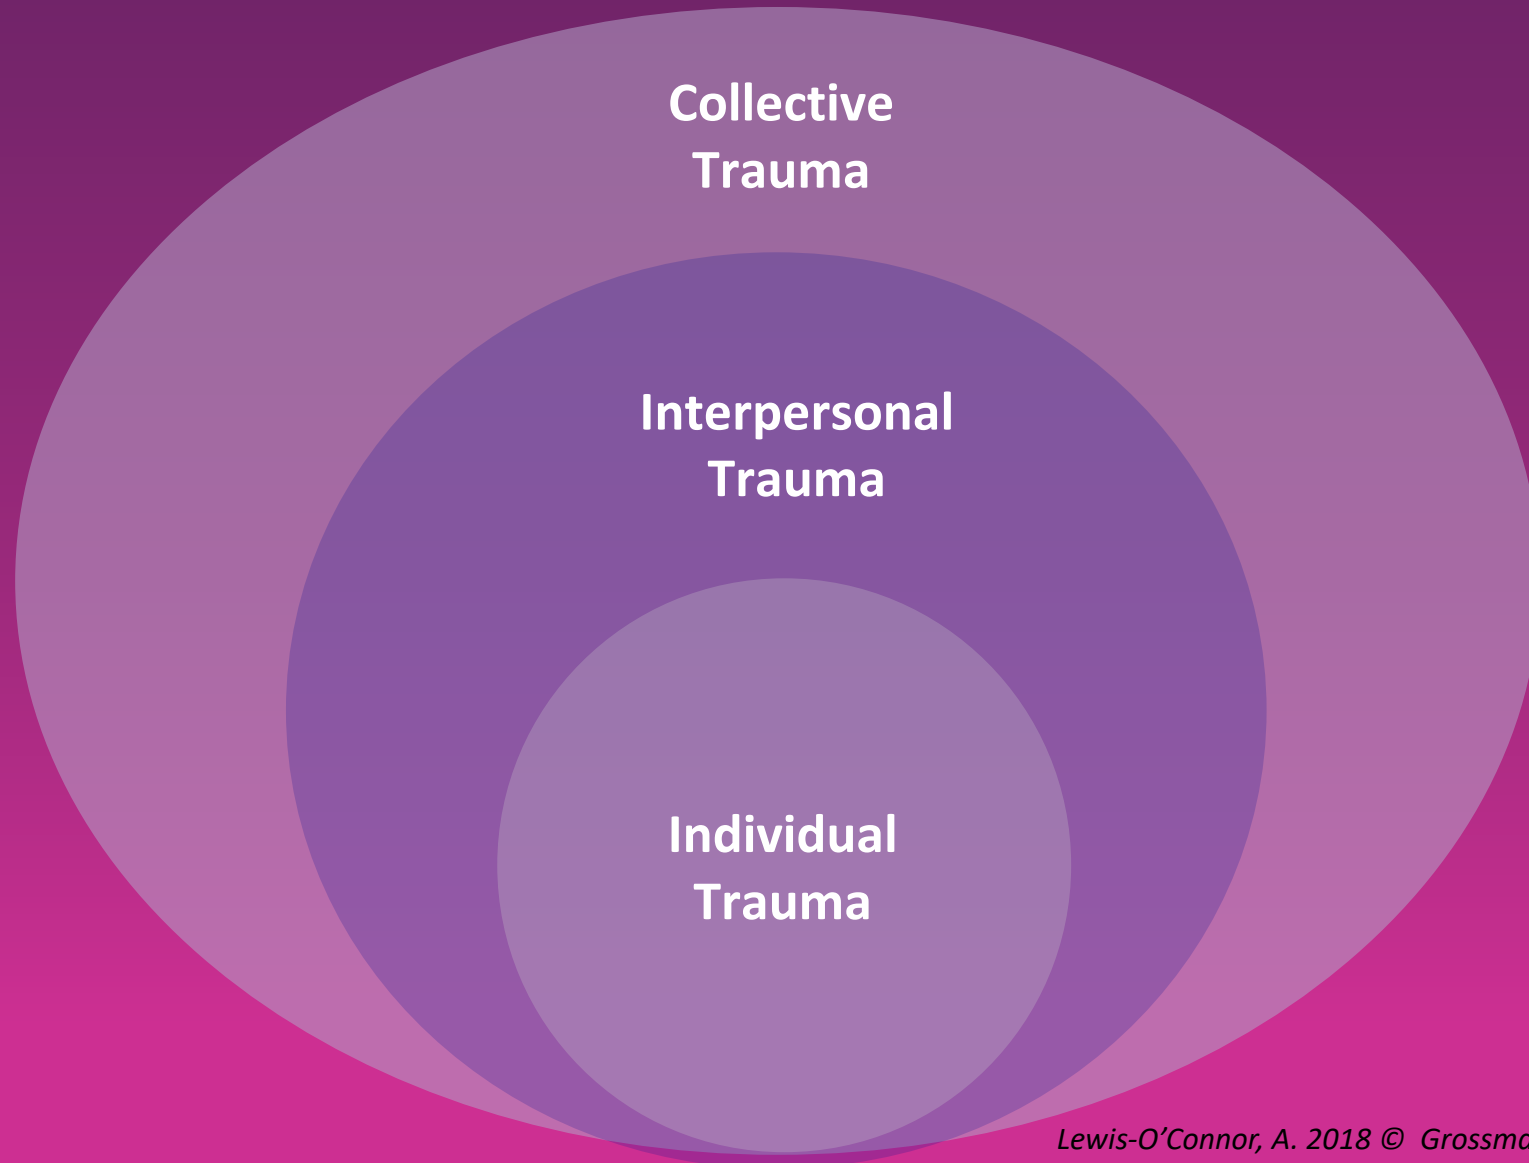 Collective
Trauma
Interpersonal
Trauma
Individual
Trauma
Lewis-O’Connor, A. 2018 ©